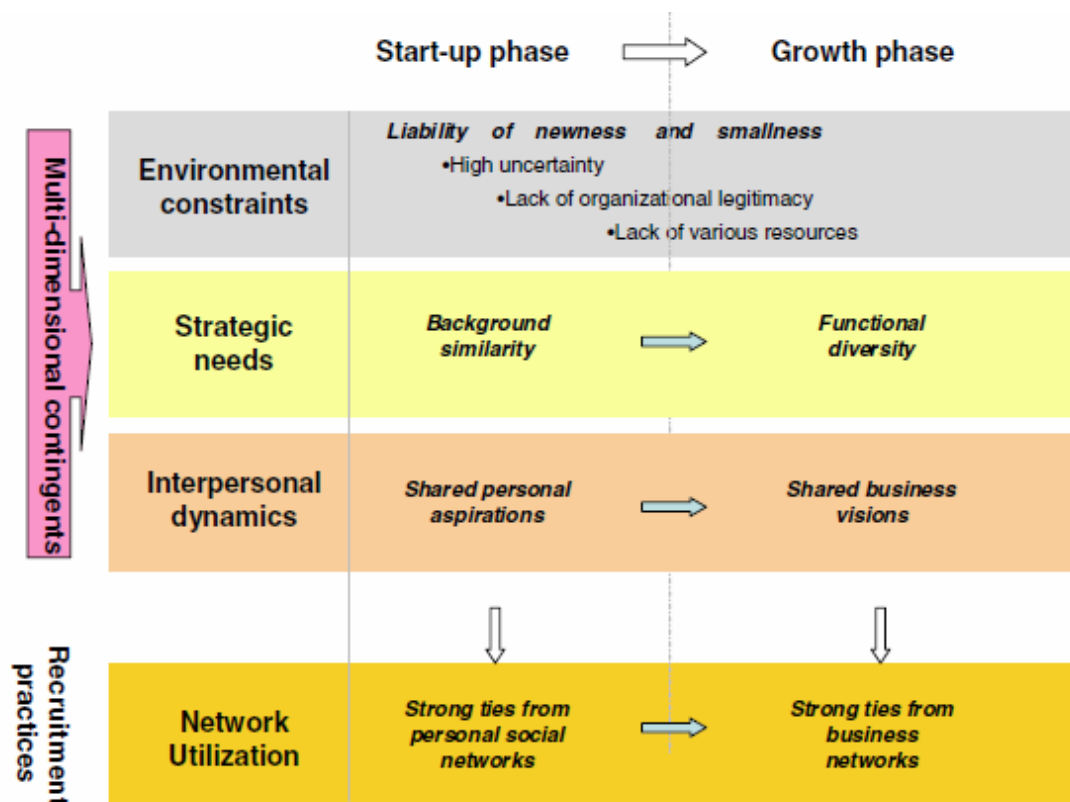 Start-up phase
Growth phase
Multi-dimensional contingents
Environmental
constraints
Liability of newness and smallness
•High uncertainty
•Lack of organizational legitimacy
•Lack of various resources
Strategic
needs
Background
similarity
Functional
diversity
Interpersonal
dynamics
Shared personal
aspirations
Shared business
visions
Recruitment
practices
Network
Utilization
Strong ties from
personal social
networks
Strong ties from
business
networks